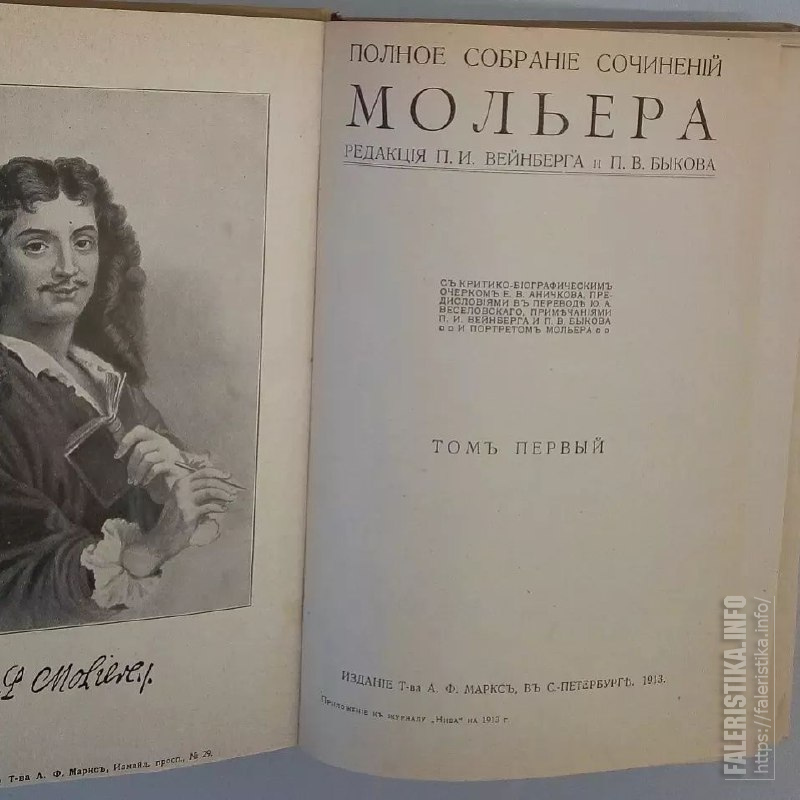 ПОЛНОЕ СОБРАНІЕ СОЧИНЕНІЙ
МОЛЬЕРА
РЕДАКЦІЯ П. И. ВЕЙНБЕРГА и П. В. БЫКОВА
СЪ КРИТИКО-БІОГРАФИЧЕСКИМЪ
ОЧЕРКОМЪ Е. В. АНИЧКОВА, ПРЕ-
ДИСЛОВІЯМИ ВЪ ПЕРЕВОДѢ Ю. А.
ВЕСЕЛОВСКАГО, ПРИМѢЧАНІЯМИ
П. И. ВЕЙНБЕРГА И П. В. БЫКОВА
И ПОРТРЕТОМЪ МОЛЬЕРА
ТОМЪ ПЕРВЫЙ
ИЗДАНІЕ Т-ва А. Ф. МАРКСЪ, ВЪ С.-ПЕТЕРБУРГѢ. 1913.
Приложеніе къ журналу „Нива" на 1913 г.
P Moliere
Т-ва А. Ф. Марксъ, Измайл. просп., № 29.
FALERISTIKA.INFO
https://faleristika.info/